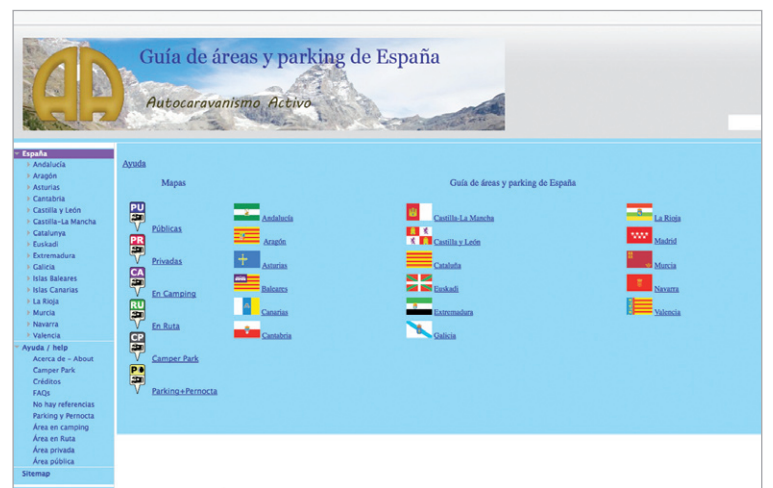 Guía de áreas y parking de España
Autocaravanismo Activo
España
Andalucía
Aragón
Asturias
Cantabria
Castilla y León
Castilla-La Mancha
Catalunya
Euskadi
Extremadura
Galicia
Islas Baleares
Islas Canarias
La Rioja
Murcia
Navarra
Valencia
Ayuda / help
Acerca de - About
Camper Park
Créditos
FAQs
No hay referencias
Parking y Pernocta
Área en camping
Área en Ruta
Área privada
Área pública
Sitemap
Ayuda
Mapas
PU
Públicas
PR
Privadas
CA
En Camping
RU
En Ruta
CP
Camper Park
P
Parking+Pernocta
Guía de áreas y parking de España
Andalucía
Aragón
Asturias
Baleares
Canarias
Cantabria
Castilla-La Mancha
Castilla y León
Cataluña
Euskadi
Extremadura
Galicia
La Rioja
Madrid
Murcia
Navarra
Valencia